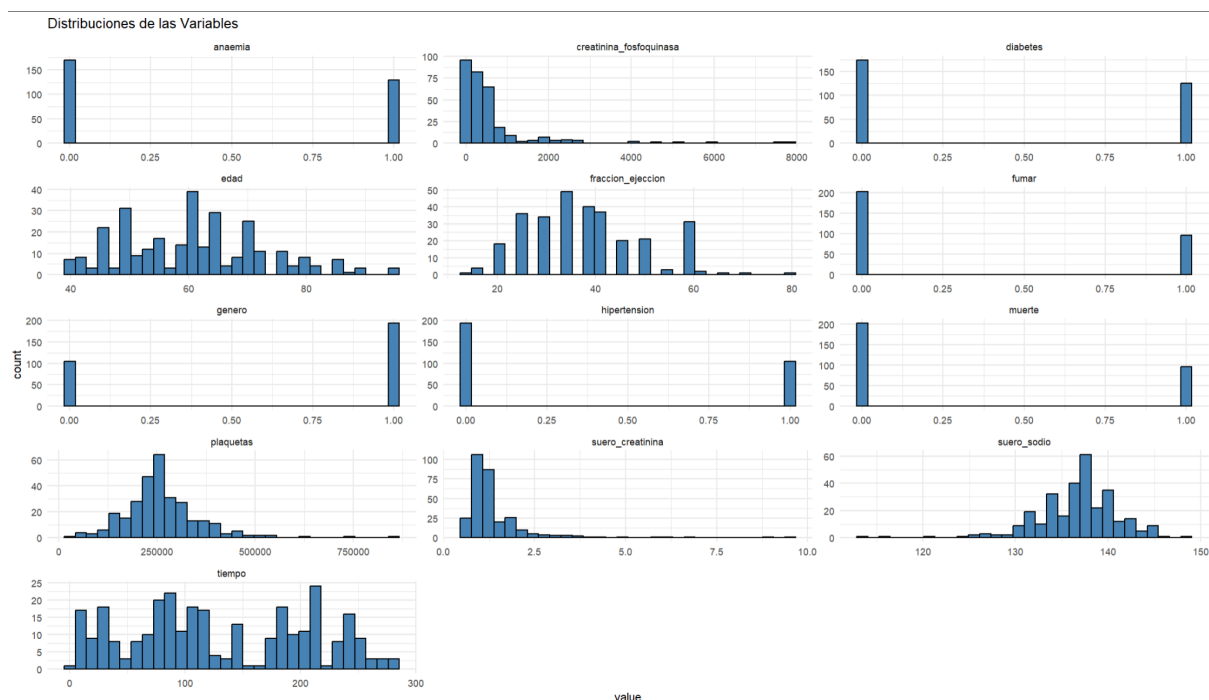 Distribuciones de las Variables
anaemia
creatinina_fosfoquinasa
diabetes
150
100
50
0
0.00 0.25 0.50 0.75 1.00
100
75
50
25
0
0 2000 4000 6000 8000
150
100
50
0
0.00 0.25 0.50 0.75 1.00
edad
fraccion_ejeccion
fumar
40
30
20
10
0
40 60 80
50
40
30
20
10
0
20 40 60 80
200
150
100
50
0
0.00 0.25 0.50 0.75 1.00
genero
hipertension
muerte
200
150
100
50
0
0.00 0.25 0.50 0.75 1.00
200
150
100
50
0
0.00 0.25 0.50 0.75 1.00
200
150
100
50
0
0.00 0.25 0.50 0.75 1.00
count
plaquetas
suero_creatinina
suero_sodio
60
40
20
0
0 250000 500000 750000
100
75
50
25
0
0.0 2.5 5.0 7.5 10.0
60
40
20
0
120 130 140 150
tiempo
25
20
15
10
5
0
0 100 200 300
value